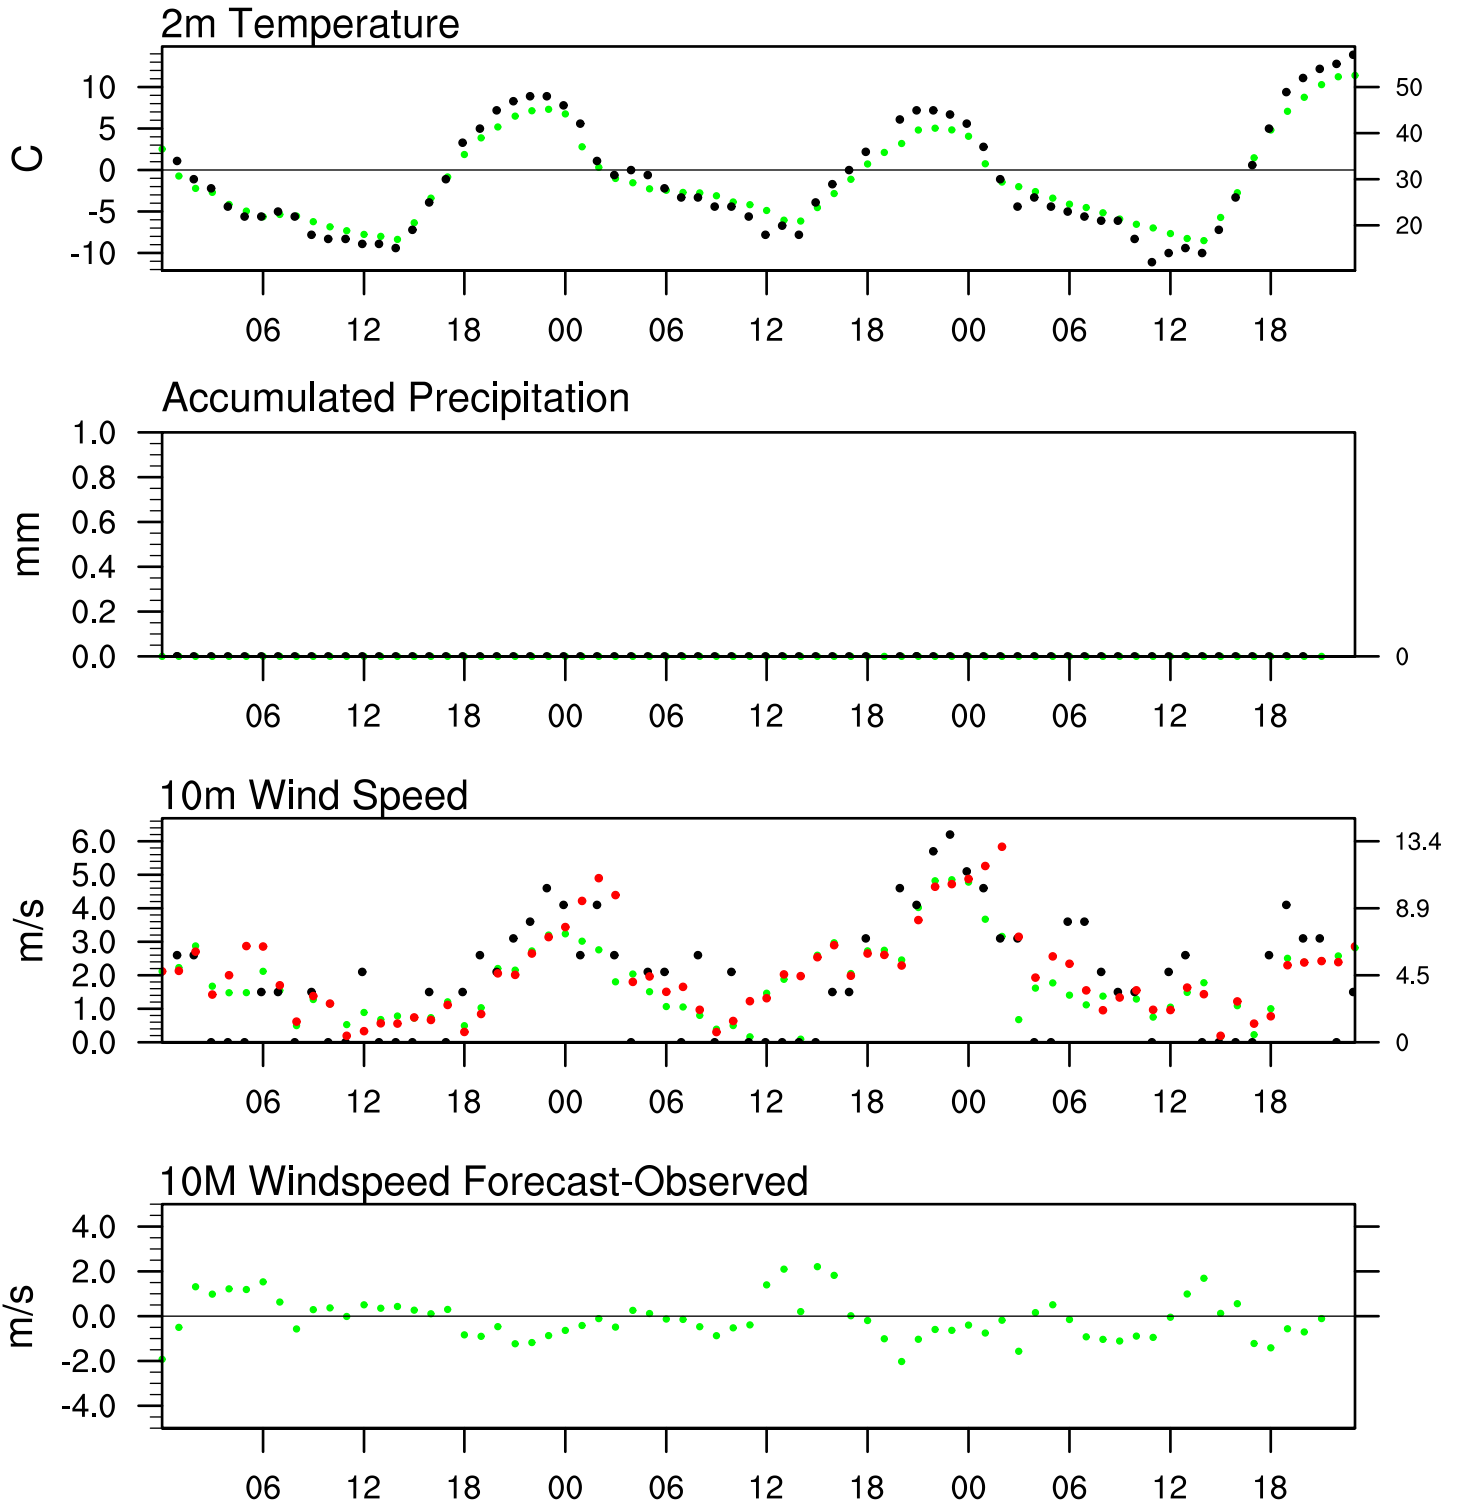 2m Temperature
10
5
0
-5
-10
C
50
40
30
20
06 12 18 00 06 12 18 00 06 12 18
Accumulated Precipitation
1.0
0.8
0.6
0.4
0.2
0.0
mm
0
06 12 18 00 06 12 18 00 06 12 18
10m Wind Speed
6.0
5.0
4.0
3.0
2.0
1.0
0.0
m/s
13.4
8.9
4.5
0
06 12 18 00 06 12 18 00 06 12 18
10M Windspeed Forecast-Observed
4.0
2.0
0.0
-2.0
-4.0
m/s
06 12 18 00 06 12 18 00 06 12 18